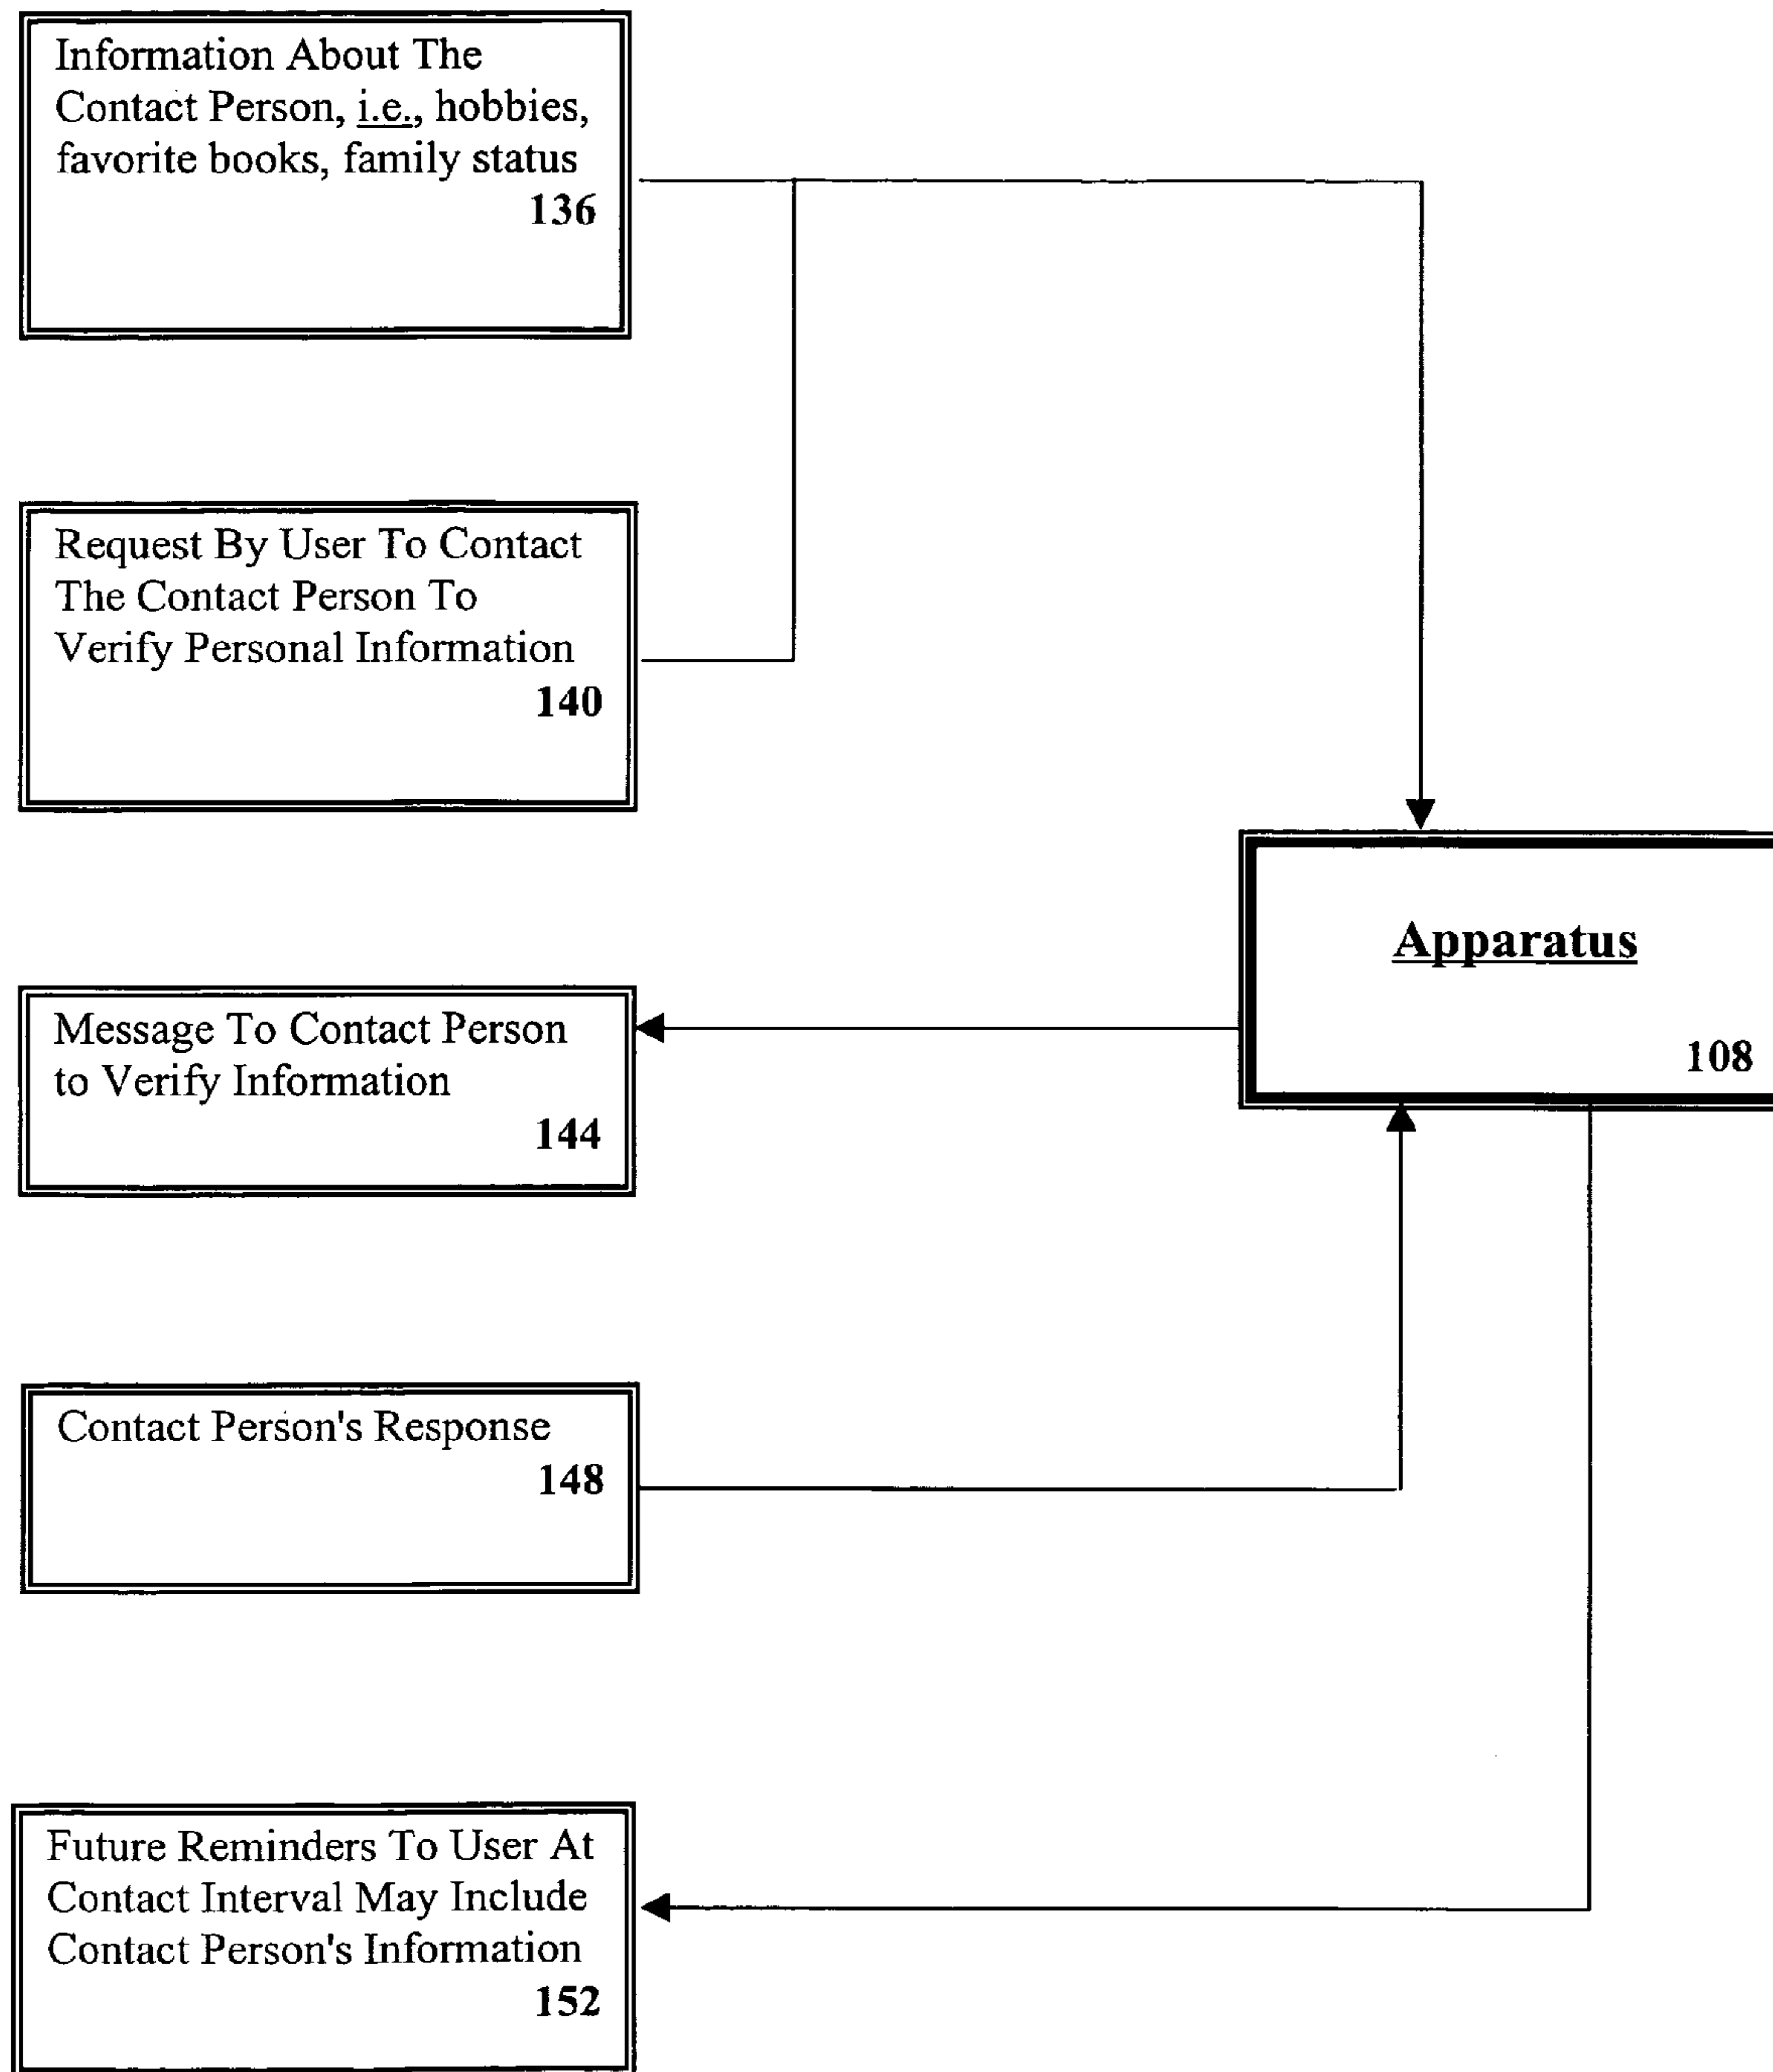 Information About The
Contact Person, i.e., hobbies,
favorite books, family status
136
Request By User To Contact
The Contact Person To
Verify Personal Information
140
Apparatus
108
Message To Contact Person
to Verify Information
144
Contact Person's Response
148
Future Reminders To User At
Contact Interval May Include
Contact Person's Information
152